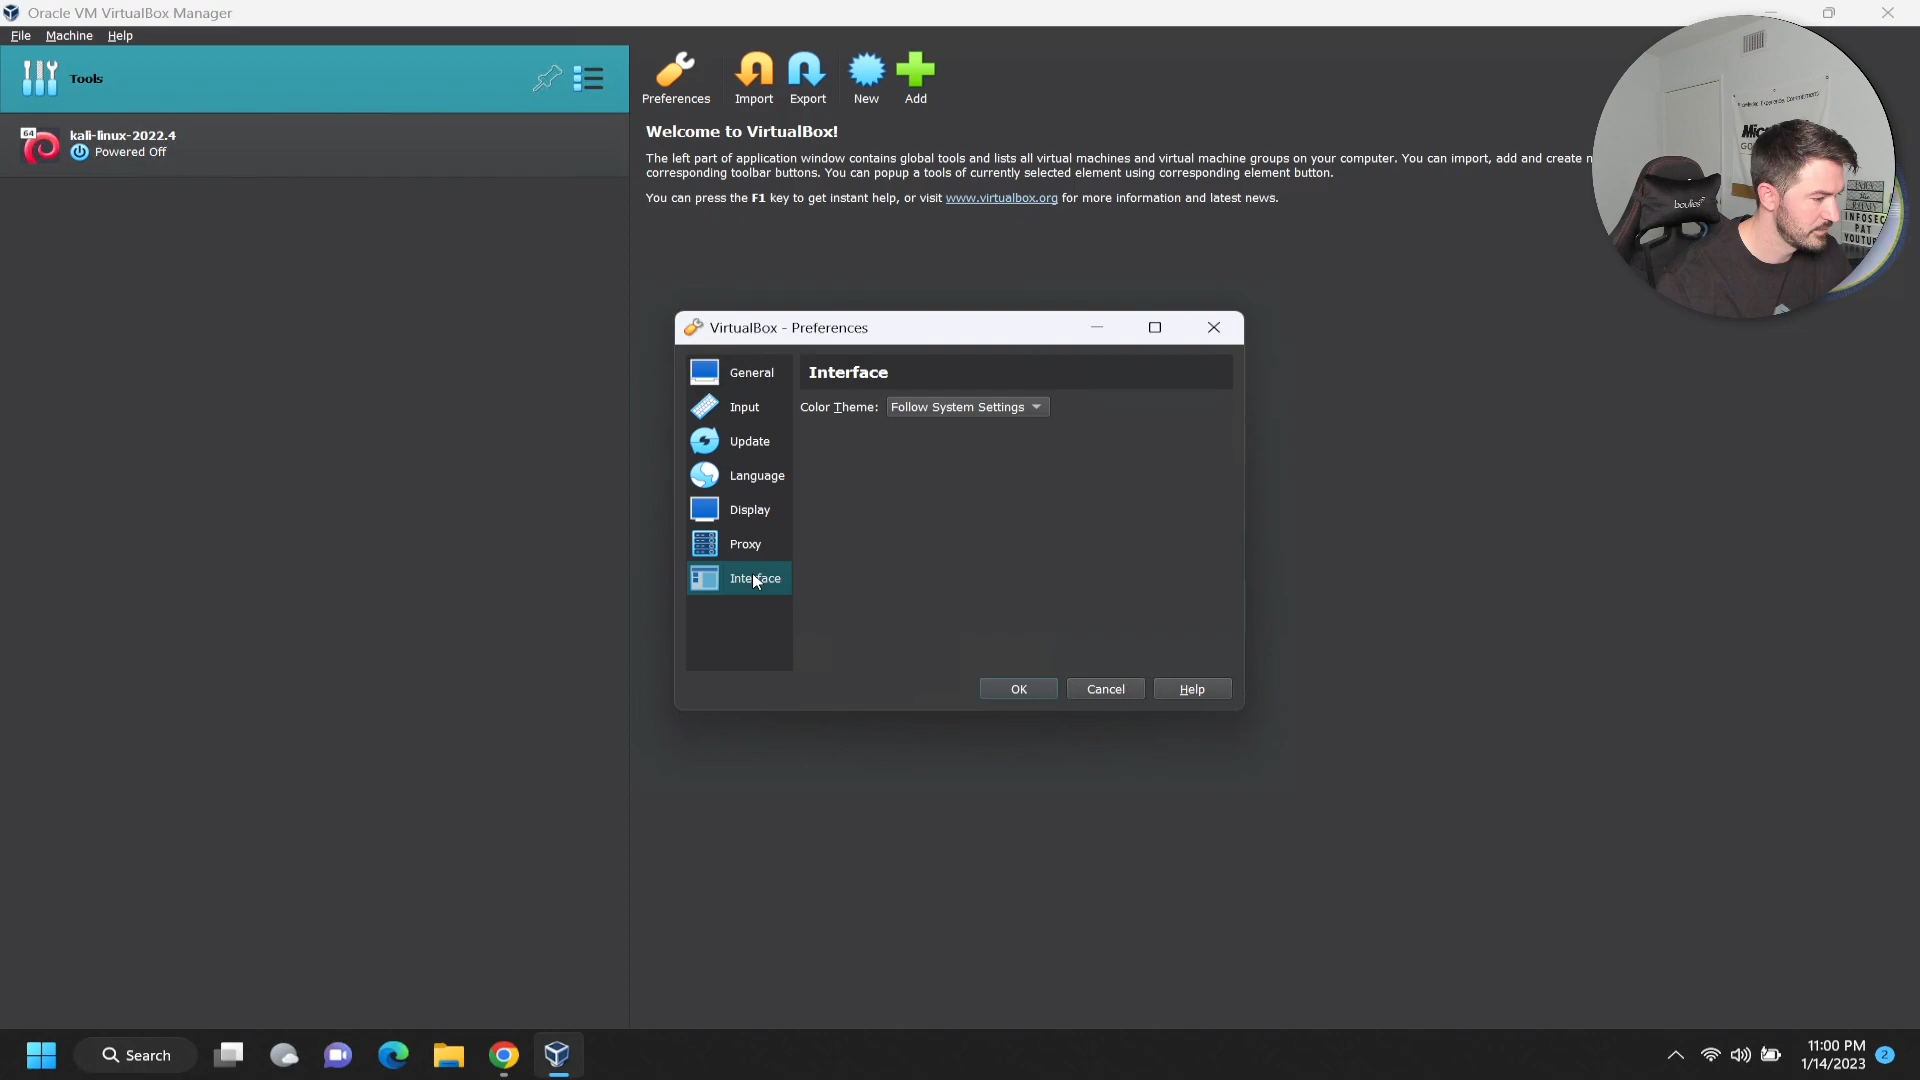 Oracle VM VirtualBox Manager
File Machine Help
Tools
64
kali-linux-2022.4
Powered Off
Preferences Import Export New Add
Welcome to VirtualBox!
The left part of application window contains global tools and lists all virtual machines and virtual machine groups on your computer. You can import, add and create
corresponding toolbar buttons. You can popup a tools of currently selected element using corresponding element button.
You can press the F1 key to get instant help, or visit www.virtualbox.org for more information and latest news.
VirtualBox - Preferences
General
Input
Update
Language
Display
Proxy
Interface
Interface
Color Theme: Follow System Settings
OK Cancel Help
boulies
INFOSEC
PAT
Search
11:00 PM
1/14/2023
2